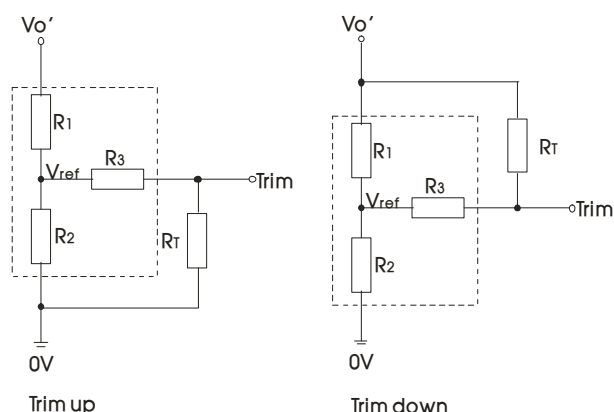 Vo'
R1
Vref
R3
Trim
R2
RT
0V
Trim up
Vo'
R1
RT
Vref
R3
Trim
R2
0V
Trim down